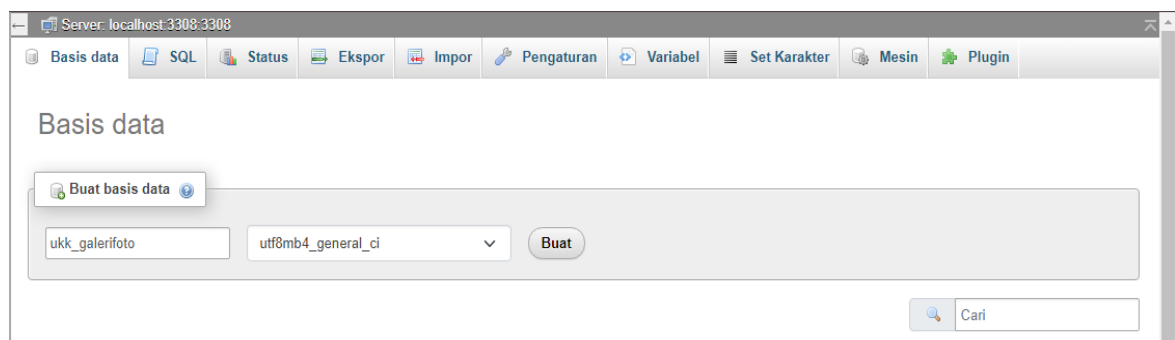 Server: localhost:3308:3308
Basis data SQL Status Ekspor Impor Pengaturan Variabel Set Karakter Mesin Plugin
Basis data
Buat basis data
ukk_galerifoto utf8mb4_general_ci Buat
Cari